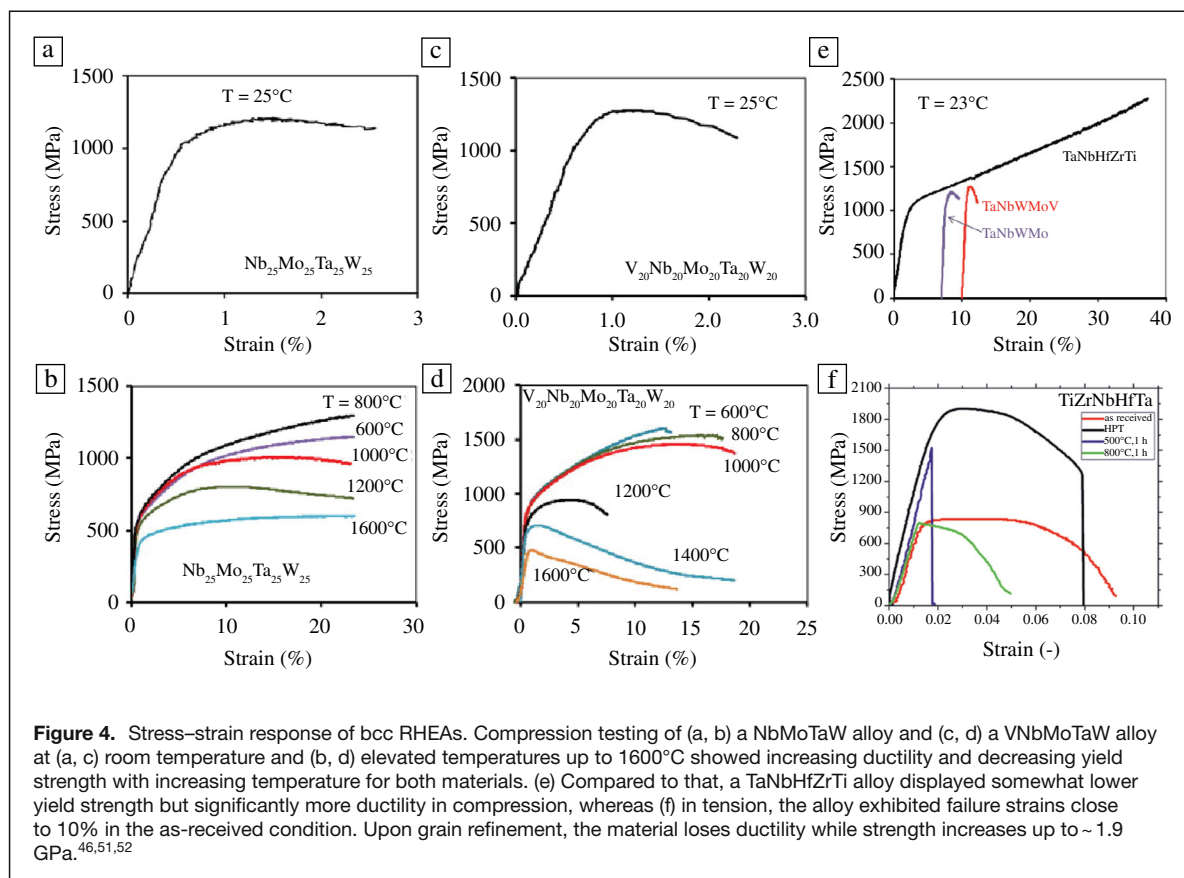 a
1500
1000
500
0
Stress (MPa)
T = 25°C
Nb₂₅Mo₂₅Ta₂₅W₂₅
0 1 2 3
Strain (%)
c
1500
1000
500
0
Stress (MPa)
T = 25°C
V₂₀Nb₂₀Mo₂₀Ta₂₀W₂₀
0.0 1.0 2.0 3.0
Strain (%)
e
2500
2000
1500
1000
500
0
Stress (MPa)
T = 23°C
TaNbHfZrTi
TaNbWMoV
TaNbWMo
0 10 20 30 40
Strain (%)
b
1500
1000
500
0
Stress (MPa)
T = 800°C
600°C
1000°C
1200°C
1600°C
Nb₂₅Mo₂₅Ta₂₅W₂₅
0 10 20 30
Strain (%)
d
2000
1500
1000
500
0
Stress (MPa)
V₂₀Nb₂₀Mo₂₀Ta₂₀W₂₀
T = 600°C
800°C
1000°C
1200°C
1400°C
1600°C
0 5 10 15 20 25
Strain (%)
f
2100
1800
1500
1200
900
600
300
0
Stress (MPa)
TiZrNbHfTa
as received
HPT
500°C,1 h
800°C,1 h
0.00 0.02 0.04 0.06 0.08 0.10
Strain (-)
Figure 4. Stress–strain response of bcc RHEAs. Compression testing of (a, b) a NbMoTaW alloy and (c, d) a VNbMoTaW alloy
at (a, c) room temperature and (b, d) elevated temperatures up to 1600°C showed increasing ductility and decreasing yield
strength with increasing temperature for both materials. (e) Compared to that, a TaNbHfZrTi alloy displayed somewhat lower
yield strength but significantly more ductility in compression, whereas (f) in tension, the alloy exhibited failure strains close
to 10% in the as-received condition. Upon grain refinement, the material loses ductility while strength increases up to ~ 1.9
GPa.⁴⁶,⁵¹,⁵²